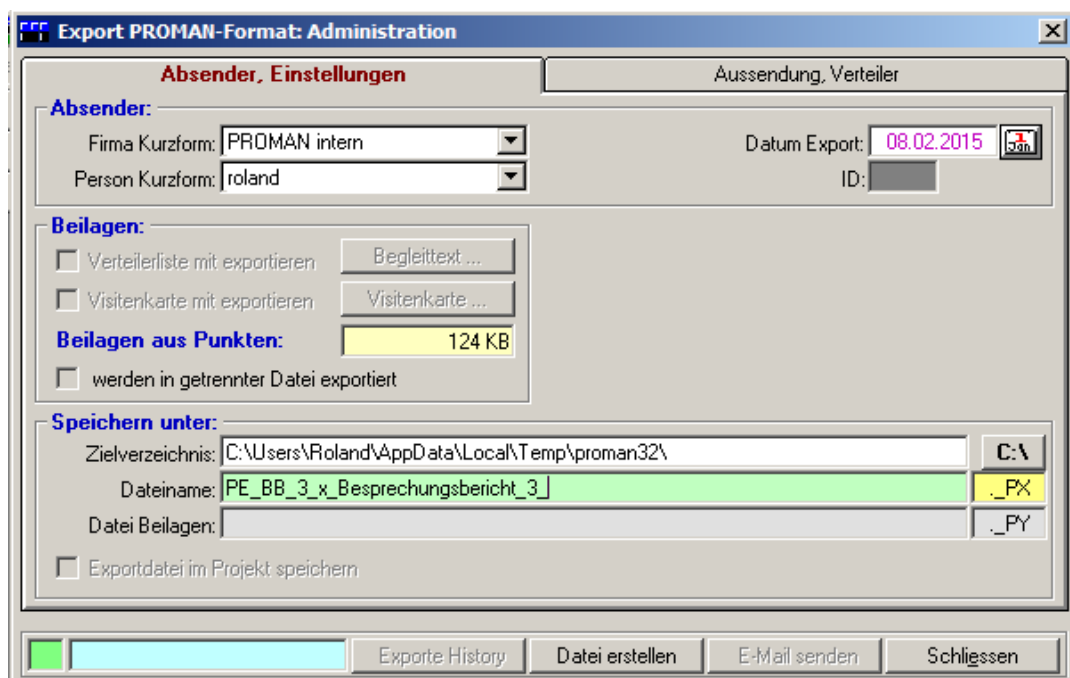 Export PROMAN-Format: Administration
Absender, Einstellungen Aussendung, Verteiler
Absender:
Firma Kurzform: PROMAN intern Datum Export: 08.02.2015
Person Kurzform: roland ID:
Beilagen:
Verteilerliste mit exportieren Begleittext ...
Visitenkarte mit exportieren Visitenkarte ...
Beilagen aus Punkten: 124 KB
werden in getrennter Datei exportiert
Speichern unter:
Zielverzeichnis: C:\Users\Roland\AppData\Local\Temp\proman32\ C:\
Dateiname: PE_BB_3_x_Besprechungsbericht_3_ ._PX
Datei Beilagen: ._PY
Exportdatei im Projekt speichern
Exporte History Datei erstellen E-Mail senden Schliessen